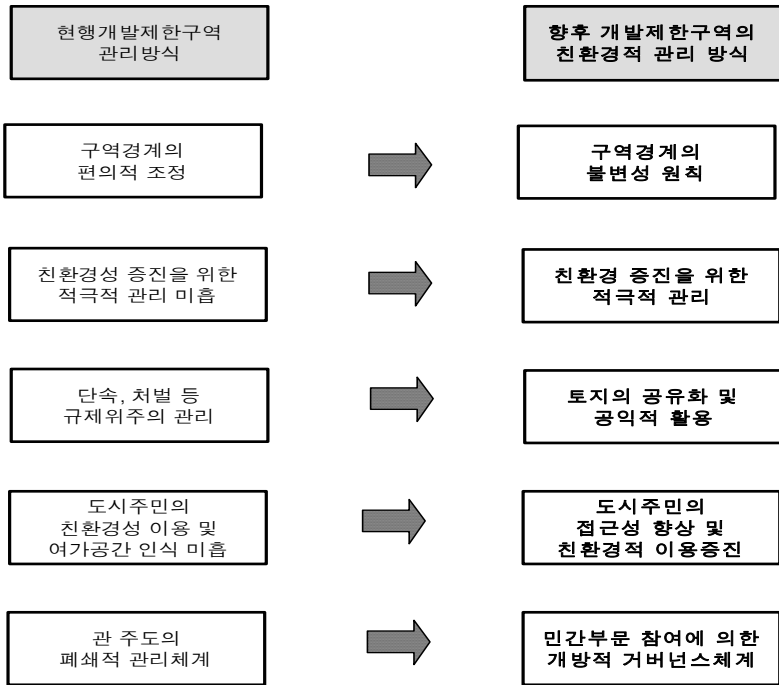 현행개발제한구역
관리방식
향후 개발제한구역의
친환경적 관리 방식
구역경계의
편의적 조정
구역경계의
불변성 원칙
친환경성 증진을 위한
적극적 관리 미흡
친환경 증진을 위한
적극적 관리
단속, 처벌 등
규제위주의 관리
토지의 공유화 및
공익적 활용
도시주민의
친환경성 이용 및
여가공간 인식 미흡
도시주민의
접근성 향상 및
친환경적 이용증진
관 주도의
폐쇄적 관리체계
민간부문 참여에 의한
개방적 거버넌스체계